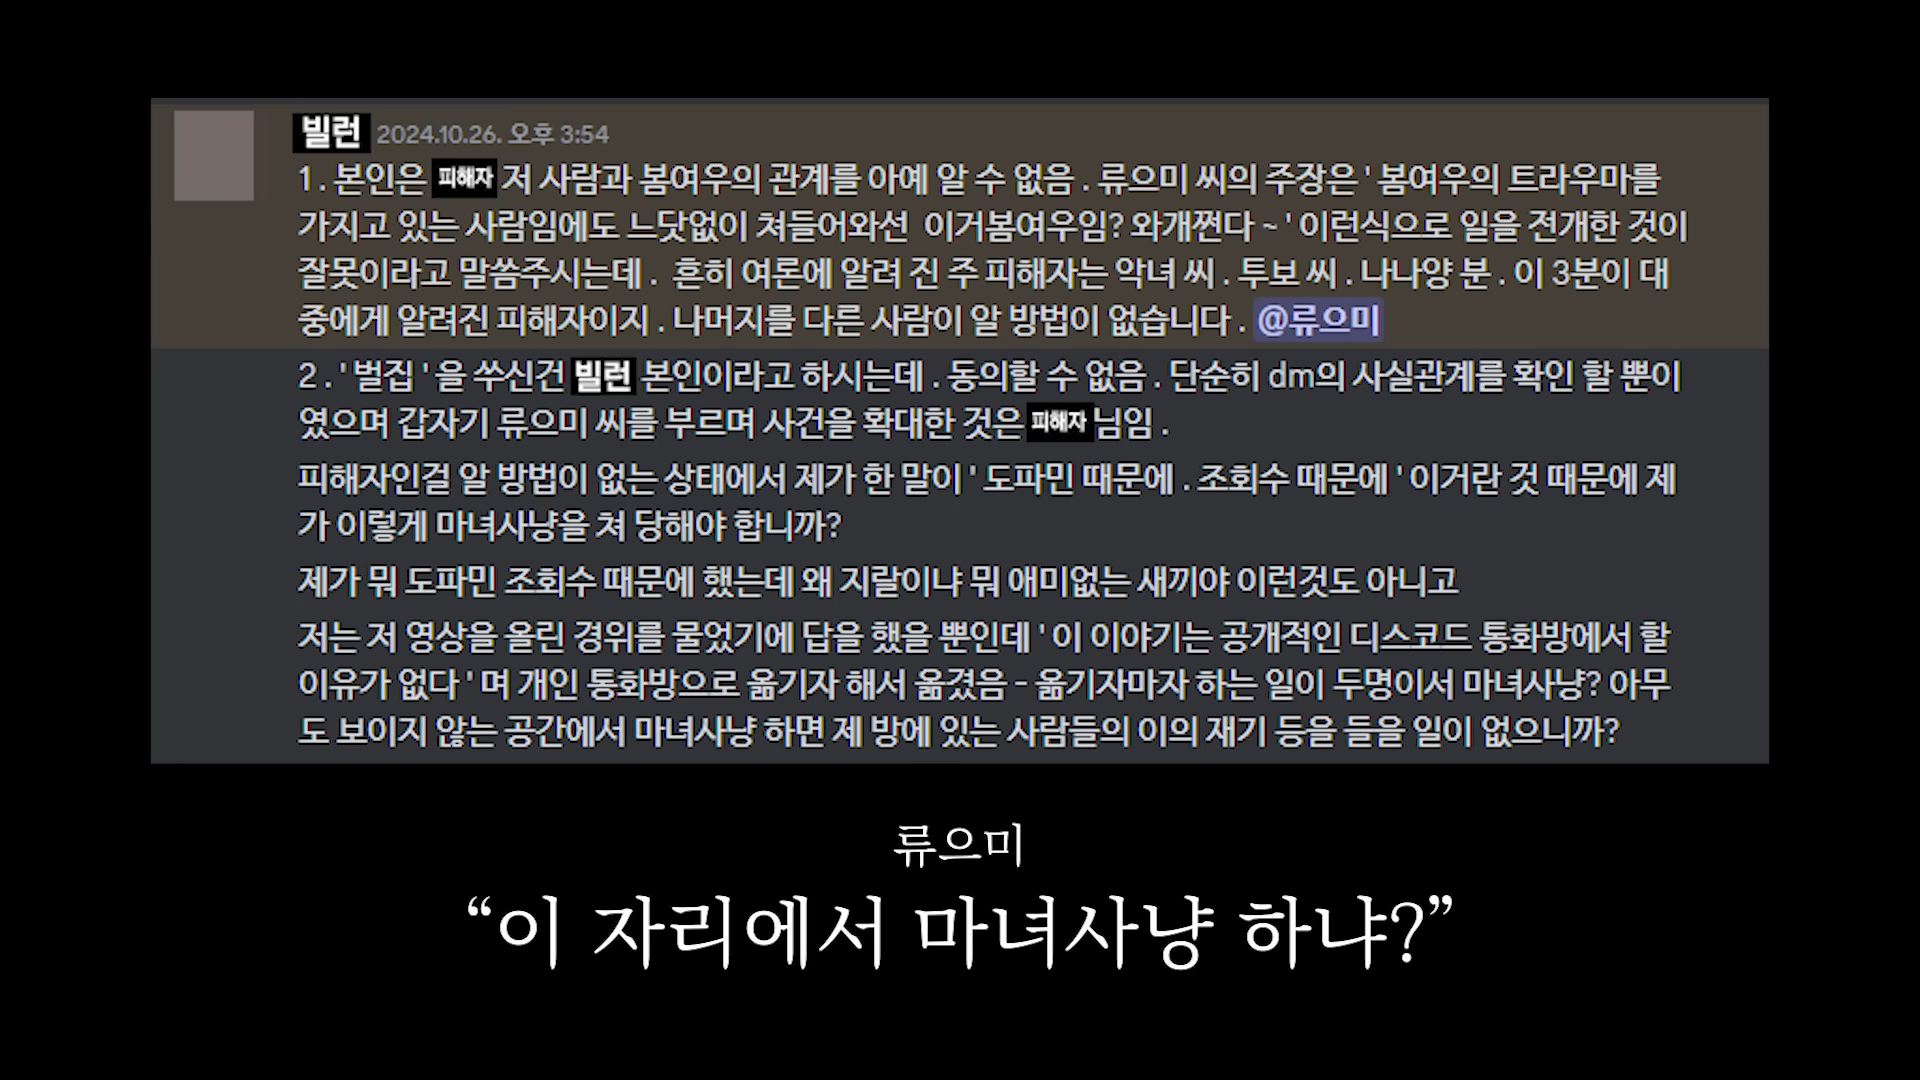 빌런 2024.10.26. 오후 3:54
1 . 본인은 피해자 저 사람과 봄여우의 관계를 아예 알 수 없음 . 류으미 씨의 주장은 ' 봄여우의 트라우마를
가지고 있는 사람임에도 느닷없이 쳐들어와선  이거봄여우임? 와개쩐다 ~ ' 이런식으로 일을 전개한 것이
잘못이라고 말씀주시는데 .  흔히 여론에 알려 진 주 피해자는 악녀 씨 . 투보 씨 . 나나양 분 . 이 3분이 대
중에게 알려진 피해자이지 . 나머지를 다른 사람이 알 방법이 없습니다 . @류으미
2 . ' 벌집 ' 을 쑤신건 빌런 본인이라고 하시는데 . 동의할 수 없음 . 단순히 dm의 사실관계를 확인 할 뿐이
였으며 갑자기 류으미 씨를 부르며 사건을 확대한 것은 피해자 님임 .
피해자인걸 알 방법이 없는 상태에서 제가 한 말이 ' 도파민 때문에 . 조회수 때문에 ' 이거란 것 때문에 제
가 이렇게 마녀사냥을 쳐 당해야 합니까?
제가 뭐 도파민 조회수 때문에 했는데 왜 지랄이냐 뭐 애미없는 새끼야 이런것도 아니고
저는 저 영상을 올린 경위를 물었기에 답을 했을 뿐인데 ' 이 이야기는 공개적인 디스코드 통화방에서 할
이유가 없다 ' 며 개인 통화방으로 옮기자 해서 옮겼음 - 옮기자마자 하는 일이 두명이서 마녀사냥? 아무
도 보이지 않는 공간에서 마녀사냥 하면 제 방에 있는 사람들의 이의 재기 등을 들을 일이 없으니까?
류으미
“이 자리에서 마녀사냥 하냐?”